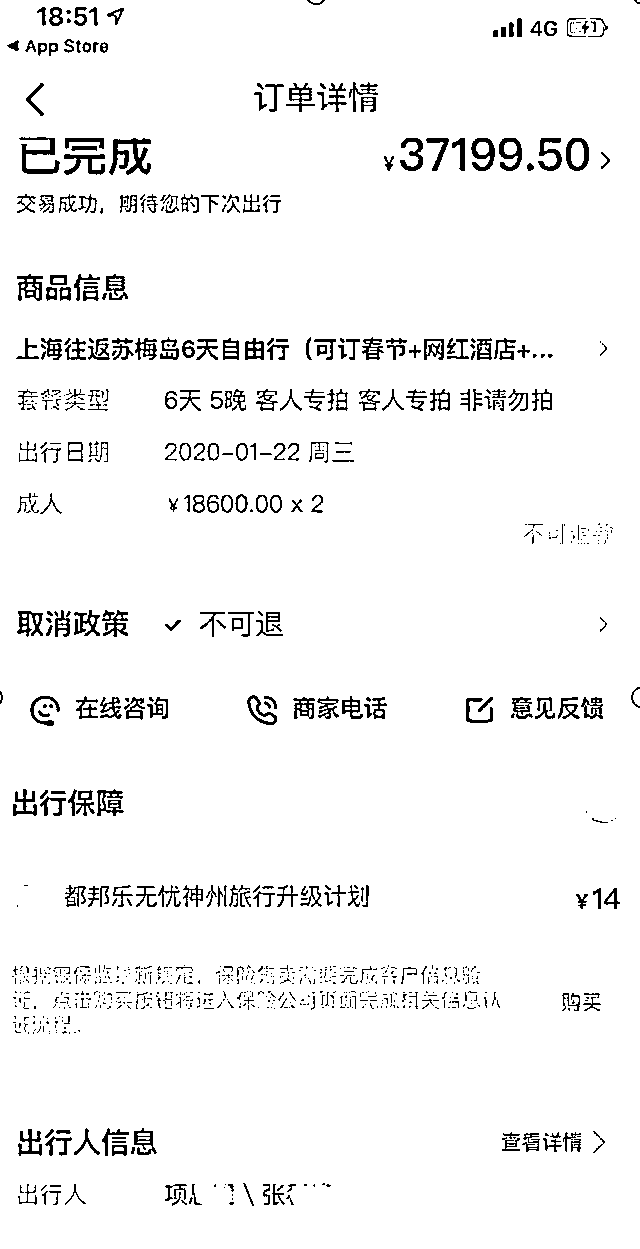 18:51
4G
App Store
订单详情
已完成
¥37199.50
交易成功，期待您的下次出行
商品信息
上海往返苏梅岛6天自由行（可订春节+网红酒店+...
套餐类型 6天 5晚 客人专拍 客人专拍 非请勿拍
出行日期 2020-01-22 周三
成人 ¥18600.00 x 2
取消政策 不可退
在线咨询 商家电话 意见反馈
出行保障
都邦乐无忧神州旅行升级计划 ¥14
根据银保监最新规定，保险售卖需要完成客户信息验
证，点击购买按钮将进入保险公司页面完成相关信息认
证流程。
购买
出行人信息 查看详情
出行人 项 \ 张